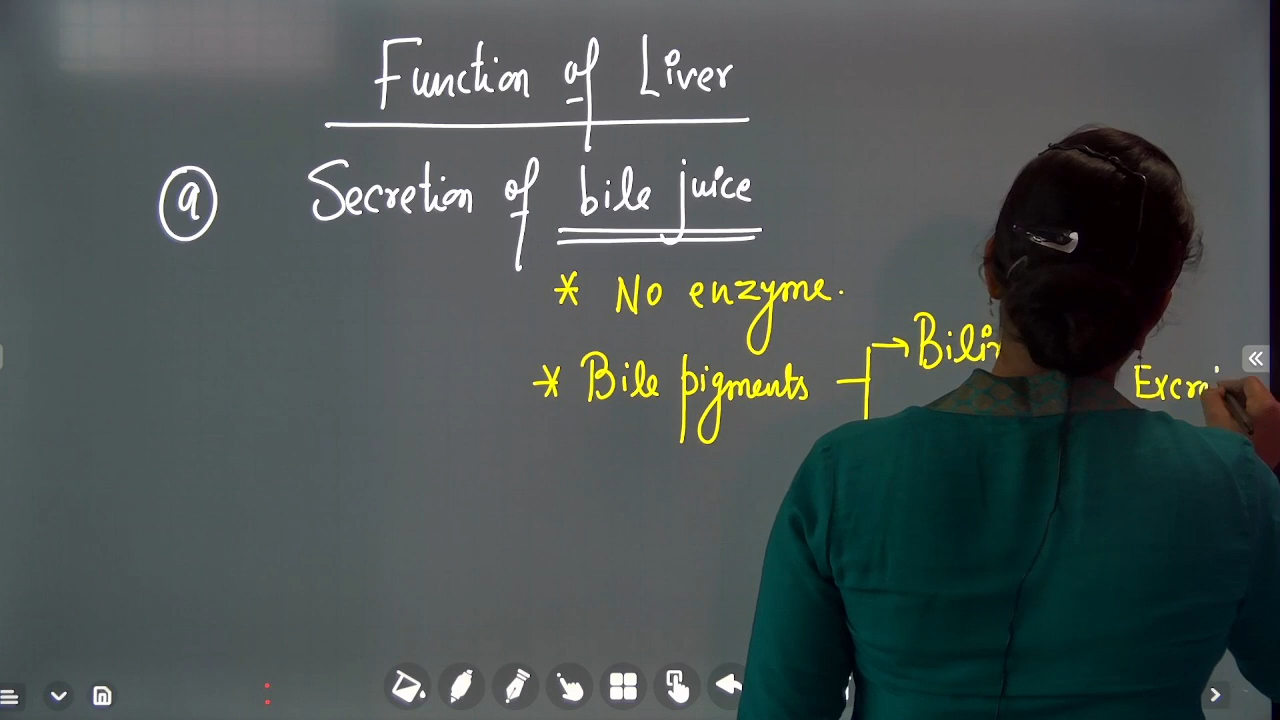 Function of Liver
a Secretion of bile juice
* No enzyme.
* Bile pigments